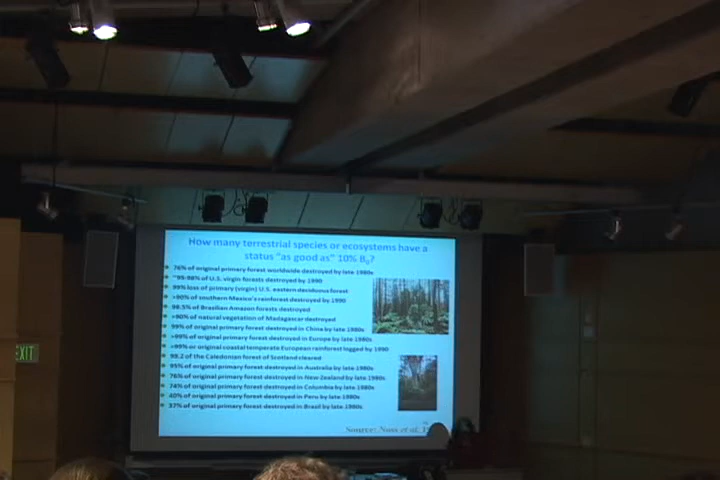 How many terrestrial species or ecosystems have a
status "as good as" 10% B0?
76% of original primary forest worldwide destroyed by late 1980s
~95-98% of U.S. virgin forests destroyed by 1990
99% loss of primary (virgin) U.S. eastern deciduous forest
>90% of southern Mexico's rainforest destroyed by 1990
98.5% of Brazilian Amazon forests destroyed
>90% of natural vegetation of Madagascar destroyed
99% of original primary forest destroyed in China by late 1980s
>99% of original primary forest destroyed in Europe by late 1980s
>99% or original coastal temperate European rainforest logged by 1990
99.2 of the Caledonian forest of Scotland cleared
95% of original primary forest destroyed in Australia by late 1980s
76% of original primary forest destroyed in New Zealand by late 1980s
74% of original primary forest destroyed in Columbia by late 1980s
40% of original primary forest destroyed in Peru by late 1980s
37% of original primary forest destroyed in Brazil by late 1980s
Source: Noss et al.
EXIT